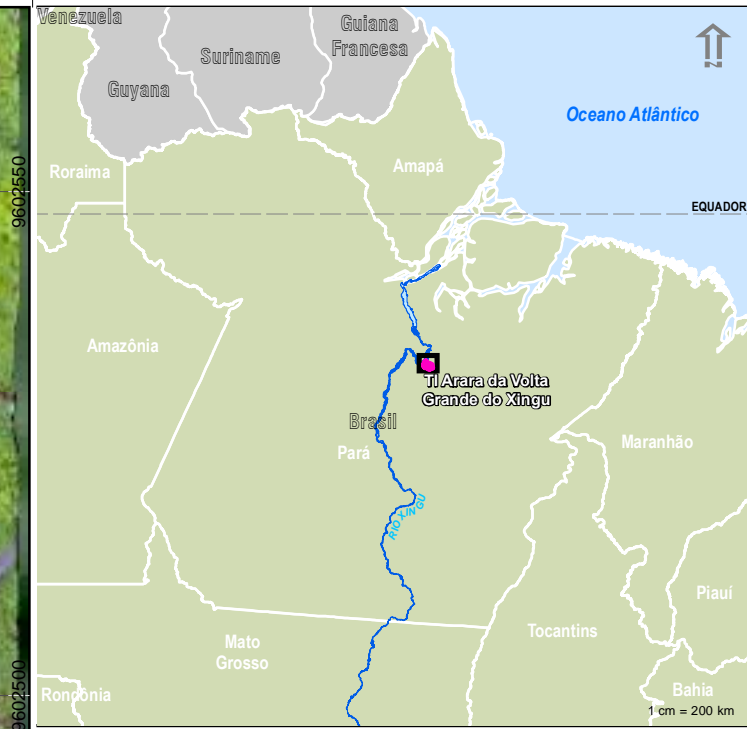 Venezuela
Guyana
Suriname
Guiana
Francesa
N
Oceano Atlântico
Roraima
Amapá
EQUADOR
Amazônia
TI Arara da Volta
Grande do Xingu
Brasil
Pará
Maranhão
RIO XINGU
Piauí
Tocantins
Mato
Grosso
Rondônia
Bahia
1 cm = 200 km
9602550
9602500